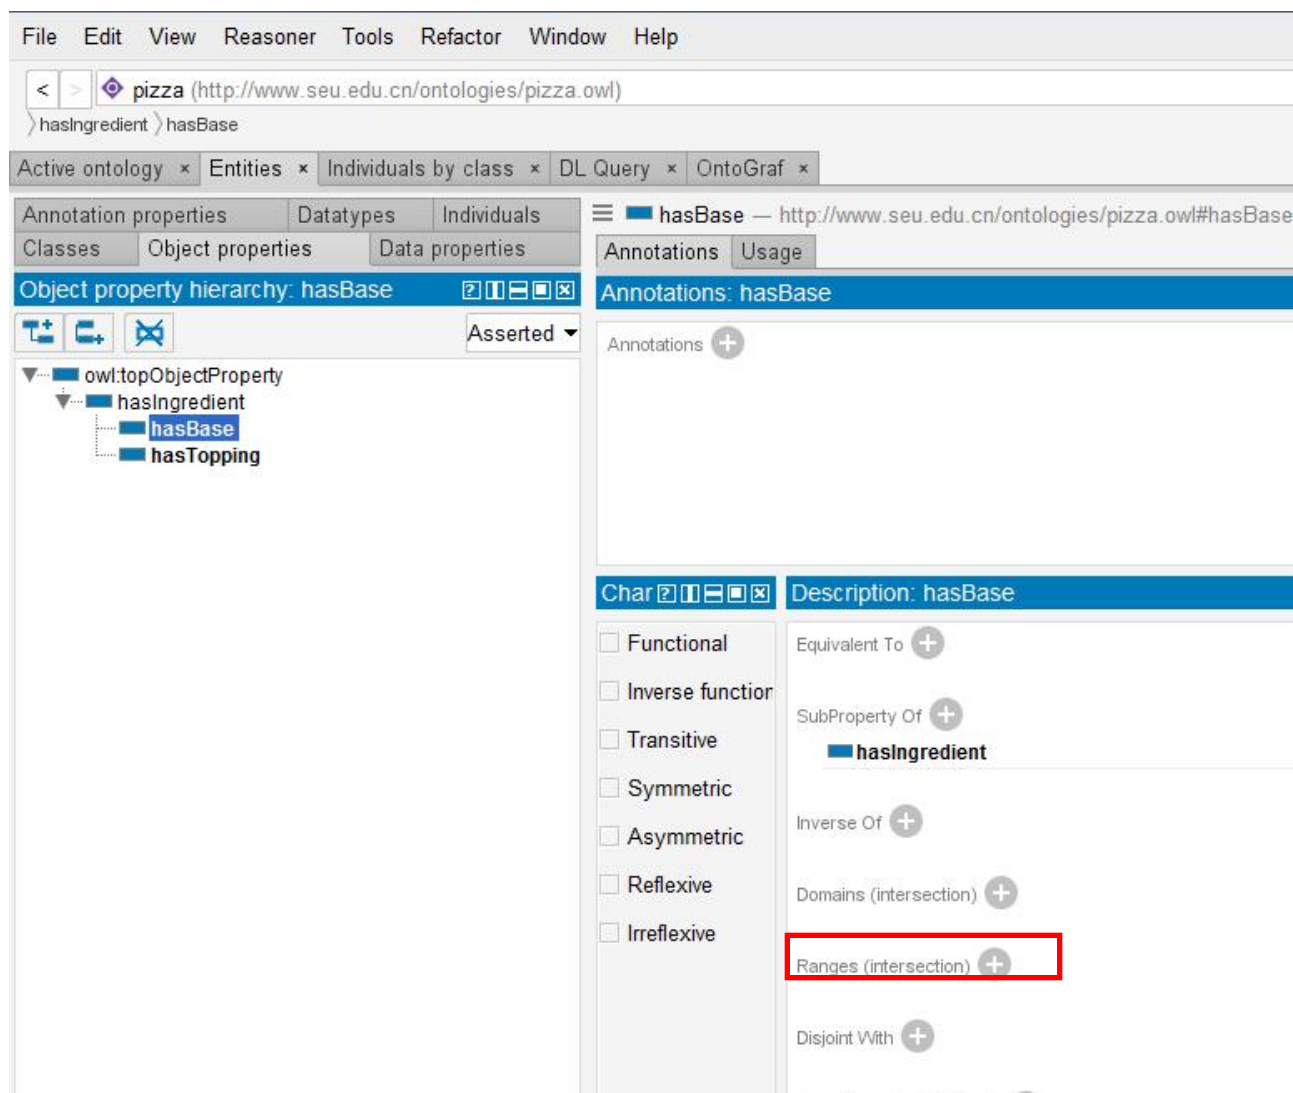 File Edit View Reasoner Tools Refactor Window Help
< > pizza (http://www.seu.edu.cn/ontologies/pizza.owl)
hasIngredient hasBase
Active ontology × Entities × Individuals by class × DL Query × OntoGraf ×
Annotation properties Datatypes Individuals
Classes Object properties Data properties
Object property hierarchy: hasBase
Asserted
owl:topObjectProperty
hasIngredient
hasBase
hasTopping
hasBase — http://www.seu.edu.cn/ontologies/pizza.owl#hasBase
Annotations Usage
Annotations: hasBase
Annotations
Char
Functional
Inverse function
Transitive
Symmetric
Asymmetric
Reflexive
Irreflexive
Description: hasBase
Equivalent To
SubProperty Of
hasIngredient
Inverse Of
Domains (intersection)
Ranges (intersection)
Disjoint With